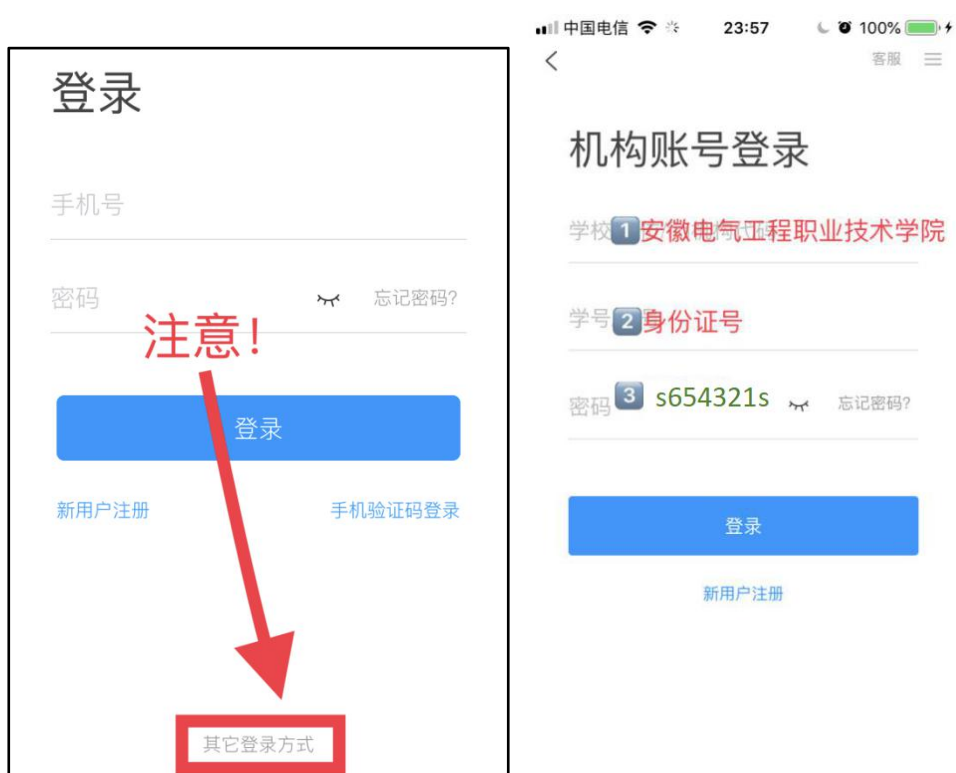 登录
手机号
密码
忘记密码?
注意!
登录
新用户注册
手机验证码登录
其它登录方式
中国电信
23:57
100%
客服
机构账号登录
学校
1 安徽电气工程职业技术学院
学号
2 身份证号
密码
3 s654321s
忘记密码?
登录
新用户注册